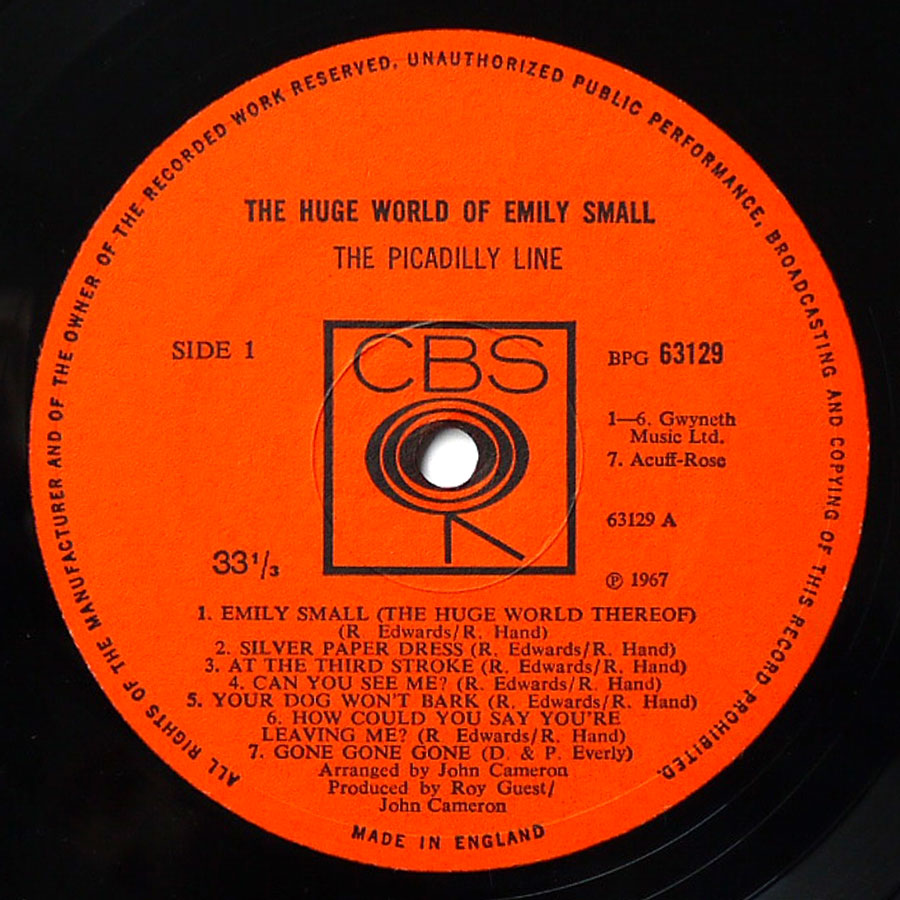 ALL RIGHTS OF THE MANUFACTURER AND OF THE OWNER OF THE RECORDED WORK RESERVED, UNAUTHORIZED PUBLIC PERFORMANCE, BROADCASTING AND COPYING OF THIS RECORD PROHIBITED.
THE HUGE WORLD OF EMILY SMALL
THE PICADILLY LINE
SIDE 1
CBS
BPG 63129
1—6. Gwyneth
Music Ltd.
7. Acuff-Rose
63129 A
33⅓
℗ 1967
1. EMILY SMALL (THE HUGE WORLD THEREOF)
(R. Edwards/R. Hand)
2. SILVER PAPER DRESS (R. Edwards/R. Hand)
3. AT THE THIRD STROKE (R. Edwards/R. Hand)
4. CAN YOU SEE ME? (R. Edwards/R. Hand)
5. YOUR DOG WON'T BARK (R. Edwards/R. Hand)
6. HOW COULD YOU SAY YOU'RE
LEAVING ME? (R. Edwards/R. Hand)
7. GONE GONE GONE (D. & P. Everly)
Arranged by John Cameron
Produced by Roy Guest/
John Cameron
MADE IN ENGLAND